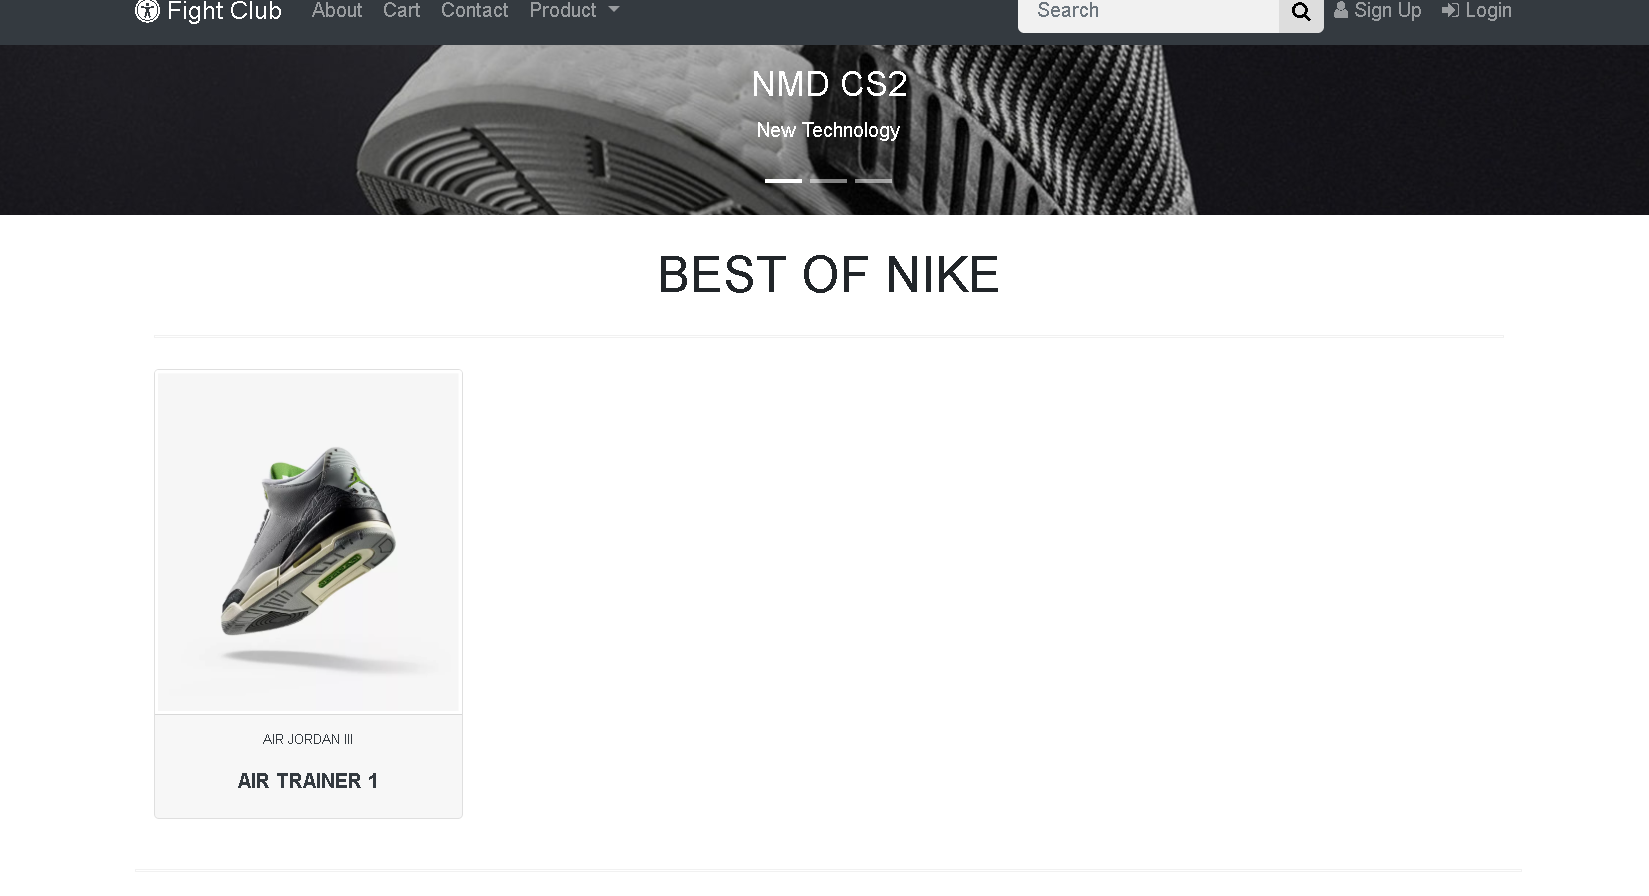 Fight Club About Cart Contact Product Search Sign Up Login
NMD CS2
New Technology
BEST OF NIKE
AIR JORDAN III
AIR TRAINER 1